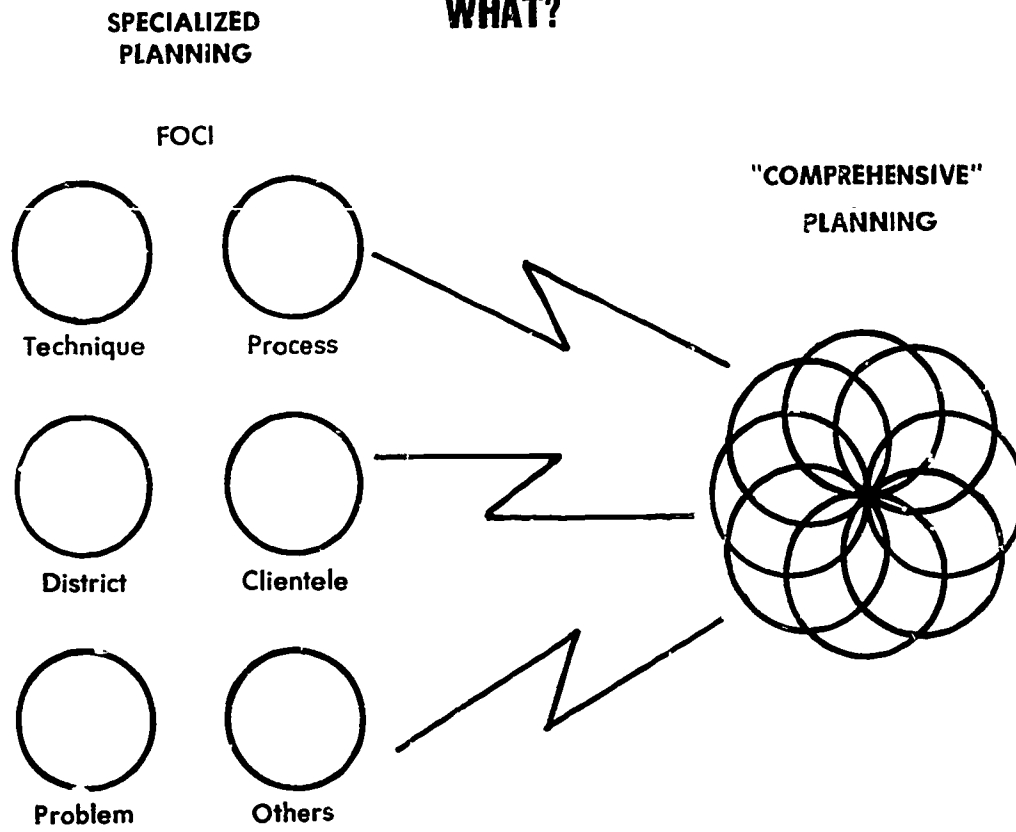 WHAT?
SPECIALIZED
PLANNING
FOCI
"COMPREHENSIVE"
PLANNING
Technique
Process
District
Clientele
Problem
Others